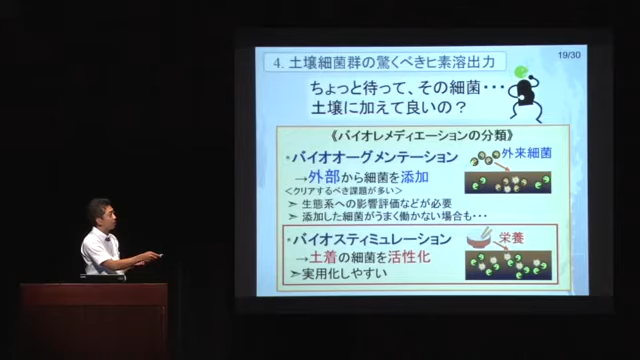 19/30
4. 土壌細菌群の驚くべきヒ素溶出力
ちょっと待って、その細菌･･･
土壌に加えて良いの？
《バイオレメディエーションの分類》
*バイオオーグメンテーション
→外部から細菌を添加
<クリアするべき課題が多い>
➢ 生態系への影響評価などが必要
➢ 添加した細菌がうまく働かない場合も･･･
外来細菌
*バイオスティミュレーション
→土着の細菌を活性化
➢実用化しやすい
栄養